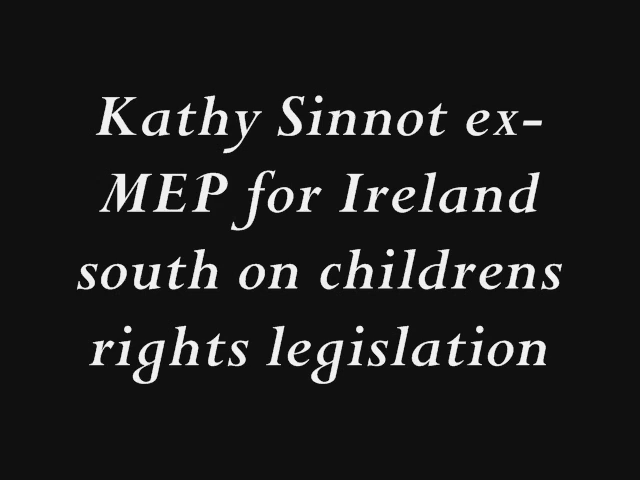 Kathy Sinnot ex-
MEP for Ireland
south on childrens
rights legislation